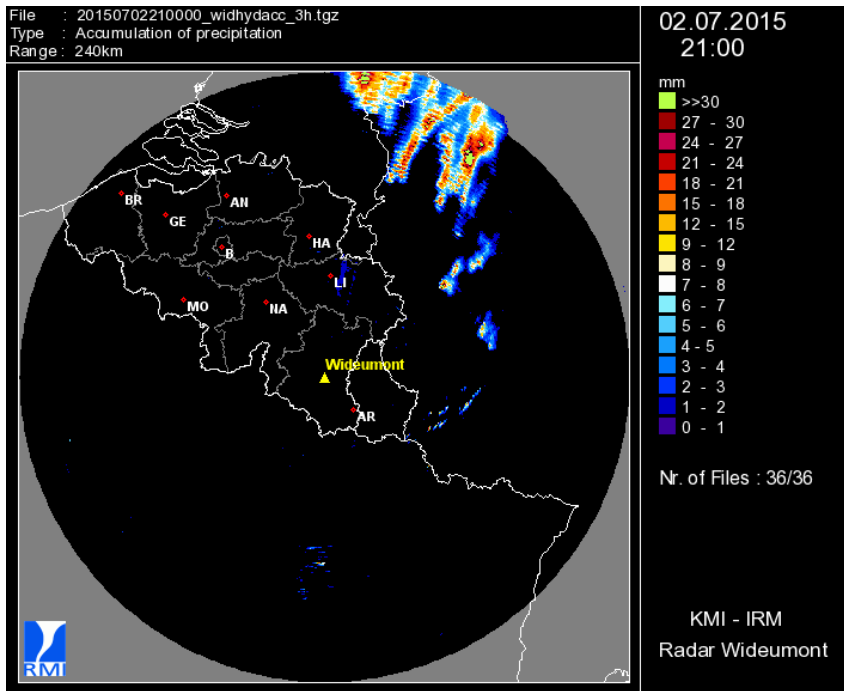 File : 20150702210000_widhydacc_3h.tgz
Type : Accumulation of precipitation
Range : 240km
02.07.2015
21:00
mm
>>30
27 - 30
24 - 27
21 - 24
18 - 21
15 - 18
12 - 15
9 - 12
8 - 9
7 - 8
6 - 7
5 - 6
4 - 5
3 - 4
2 - 3
1 - 2
0 - 1
Nr. of Files : 36/36
KMI - IRM
Radar Wideumont
BR
AN
GE
HA
B
LI
MO
NA
Wideumont
AR
RMI